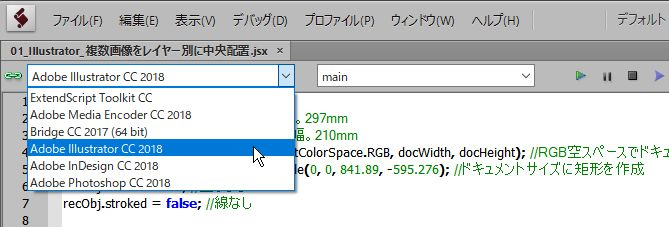 ファイル(F) 編集(E) 表示(V) デバッグ(D) プロファイル(P) ウィンドウ(W) ヘルプ(H) デフォルト
01_Illustrator_複数画像をレイヤー別に中央配置.jsx ×
Adobe Illustrator CC 2018 main
ExtendScript Toolkit CC
Adobe Media Encoder CC 2018 。297mm
Bridge CC 2017 (64 bit) 幅。210mm
Adobe Illustrator CC 2018 tColorSpace.RGB, docWidth, docHeight); //RGB空スペースでドキュ
Adobe InDesign CC 2018 le(0, 0, 841.89, -595.276); //ドキュメントサイズに矩形を作成
Adobe Photoshop CC 2018
7 recObj.stroked = false; //線なし
8